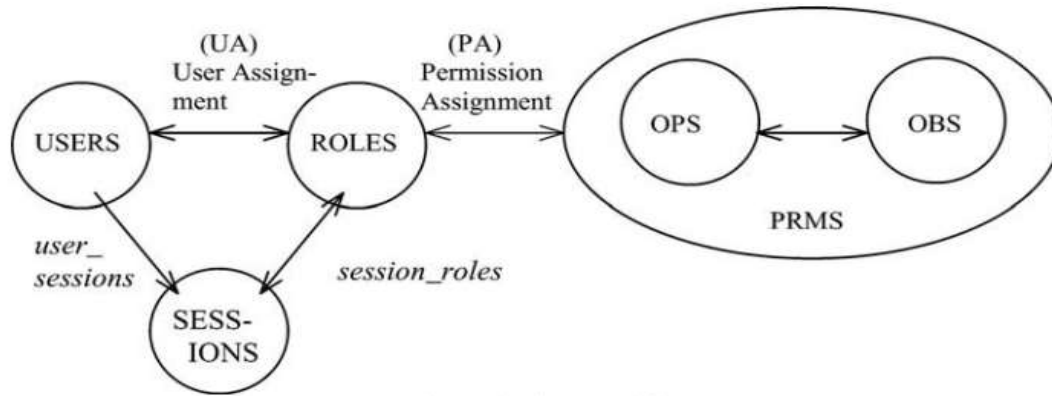 (UA)
User Assign-
ment
(PA)
Permission
Assignment
USERS
ROLES
OPS
OBS
PRMS
user_
sessions
session_roles
SESS-
IONS